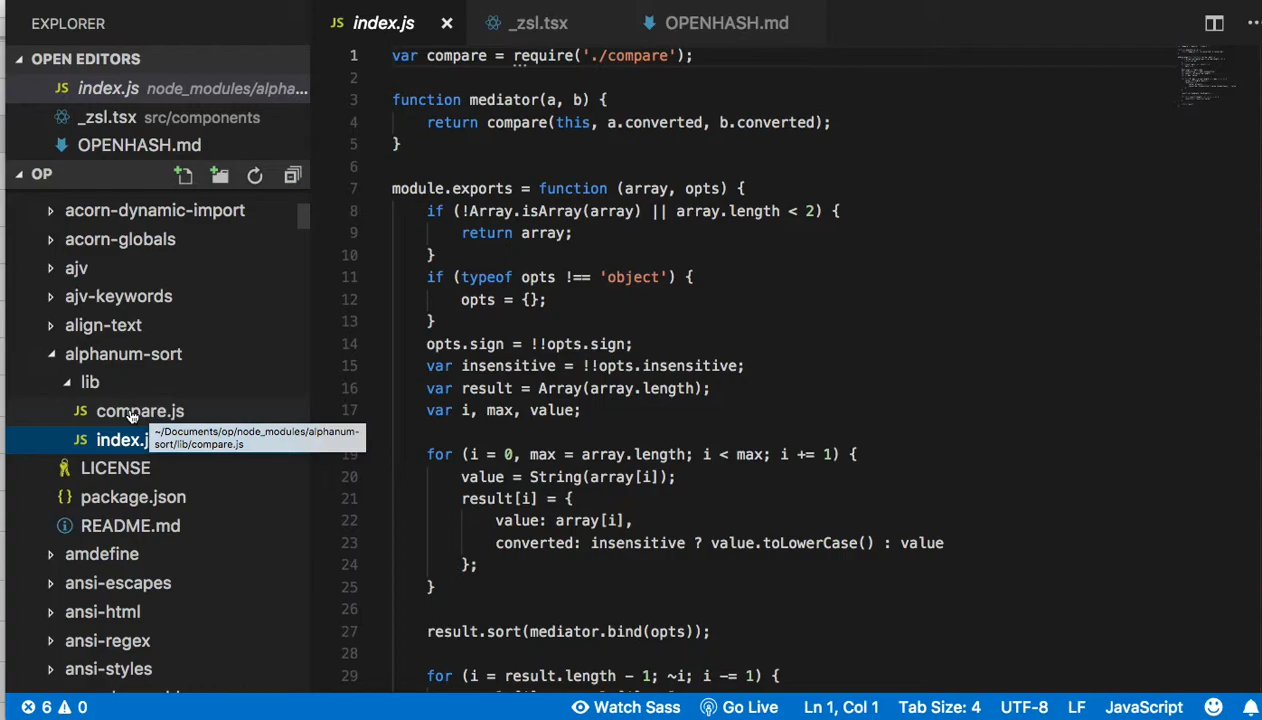 EXPLORER
OPEN EDITORS
JS index.js node_modules/alpha...
_zsl.tsx src/components
OPENHASH.md
OP
acorn-dynamic-import
acorn-globals
ajv
ajv-keywords
align-text
alphanum-sort
lib
JS compare.js
JS index.j
~/Documents/op/node_modules/alphanum-
sort/lib/compare.js
LICENSE
{} package.json
README.md
amdefine
ansi-escapes
ansi-html
ansi-regex
ansi-styles
JS index.js
_zsl.tsx
OPENHASH.md
1 var compare = require('./compare');
2
3 function mediator(a, b) {
4 return compare(this, a.converted, b.converted);
5 }
6
7 module.exports = function (array, opts) {
8 if (!Array.isArray(array) || array.length < 2) {
9 return array;
10 }
11 if (typeof opts !== 'object') {
12 opts = {};
13 }
14 opts.sign = !!opts.sign;
15 var insensitive = !!opts.insensitive;
16 var result = Array(array.length);
17 var i, max, value;
19 for (i = 0, max = array.length; i < max; i += 1) {
20 value = String(array[i]);
21 result[i] = {
22 value: array[i],
23 converted: insensitive ? value.toLowerCase() : value
24 };
25 }
26
27 result.sort(mediator.bind(opts));
28
29 for (i = result.length - 1; ~i; i -= 1) {
6 0 Watch Sass Go Live Ln 1, Col 1 Tab Size: 4 UTF-8 LF JavaScript